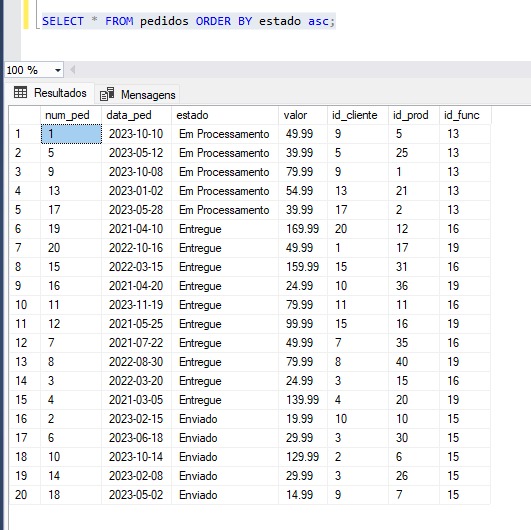 SELECT * FROM pedidos ORDER BY estado asc;
100 %
Resultados Mensagens
num_ped data_ped estado valor id_cliente id_prod id_func
1 1 2023-10-10 Em Processamento 49.99 9 5 13
2 5 2023-05-12 Em Processamento 39.99 5 25 13
3 9 2023-10-08 Em Processamento 79.99 9 1 13
4 13 2023-01-02 Em Processamento 54.99 13 21 13
5 17 2023-05-28 Em Processamento 39.99 17 2 13
6 19 2021-04-10 Entregue 169.99 20 12 16
7 20 2022-10-16 Entregue 49.99 1 17 19
8 15 2022-03-15 Entregue 159.99 15 31 16
9 16 2021-04-20 Entregue 24.99 10 36 19
10 11 2023-11-19 Entregue 79.99 11 11 16
11 12 2021-05-25 Entregue 99.99 15 16 19
12 7 2021-07-22 Entregue 49.99 7 35 16
13 8 2022-08-30 Entregue 79.99 8 40 19
14 3 2022-03-20 Entregue 24.99 3 15 16
15 4 2021-03-05 Entregue 139.99 4 20 19
16 2 2023-02-15 Enviado 19.99 10 10 15
17 6 2023-06-18 Enviado 29.99 3 30 15
18 10 2023-10-14 Enviado 129.99 2 6 15
19 14 2023-02-08 Enviado 29.99 3 26 15
20 18 2023-05-02 Enviado 14.99 9 7 15